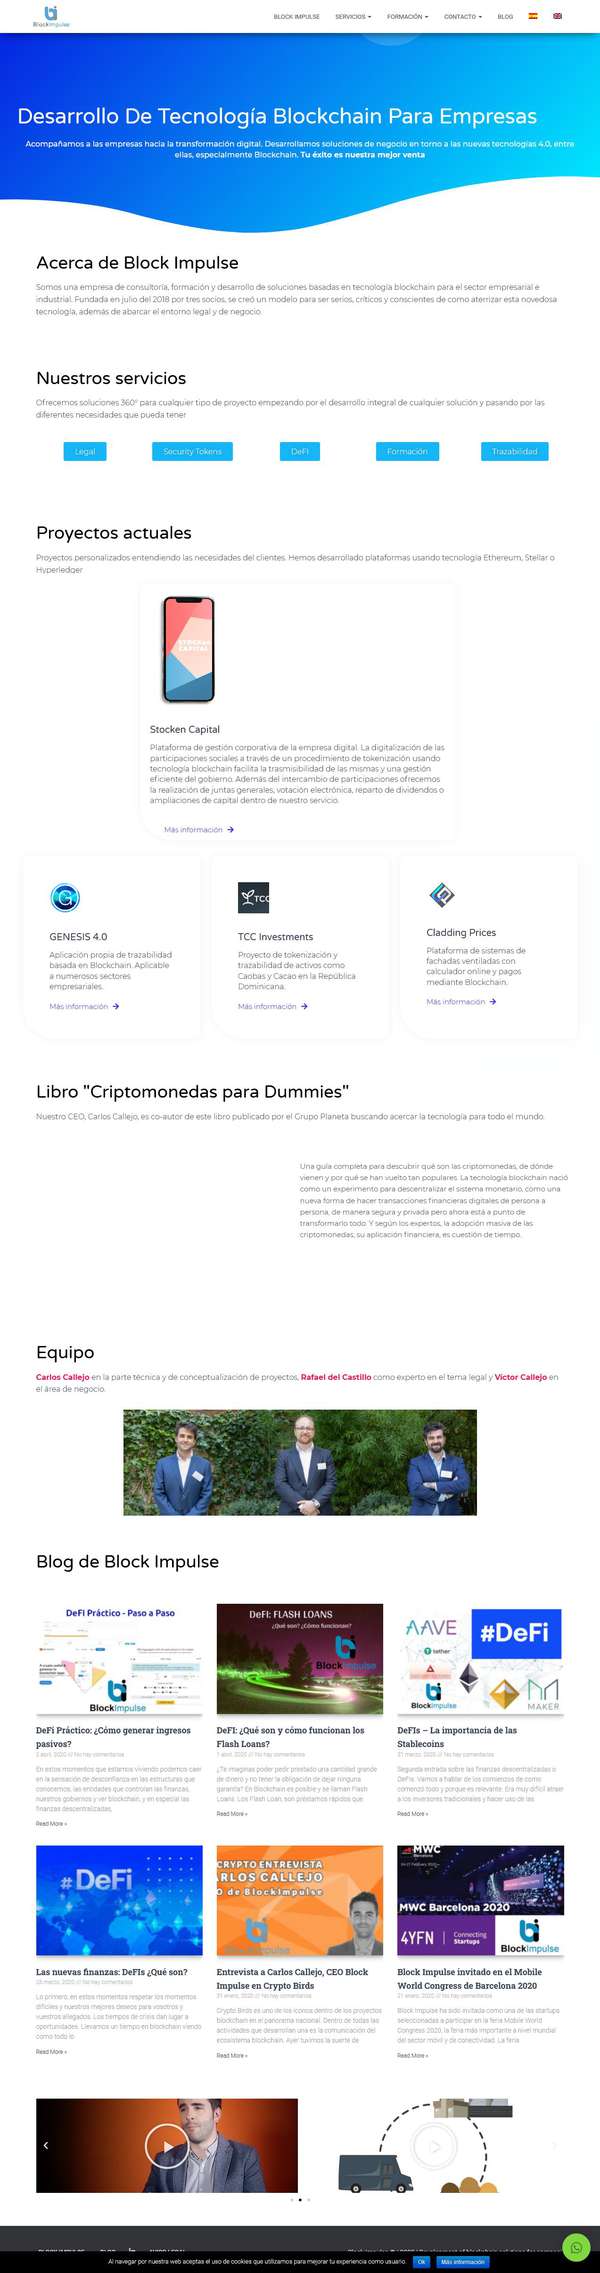 BlockImpulse
BLOCK IMPULSE SERVICIOS FORMACIÓN CONTACTO BLOG
Desarrollo De Tecnología Blockchain Para Empresas
Acompañamos a las empresas hacia la transformación digital. Desarrollamos soluciones de negocio en torno a las nuevas tecnologías 4.0, entre
ellas, especialmente Blockchain. Tu éxito es nuestra mejor venta
Acerca de Block Impulse
Somos una empresa de consultoría, formación y desarrollo de soluciones basadas en tecnología blockchain para el sector empresarial e
industrial. Fundada en julio del 2018 por tres socios, se creó un modelo para ser serios, críticos y conscientes de como aterrizar esta novedosa
tecnología, además de abarcar el entorno legal y de negocio.
Nuestros servicios
Ofrecemos soluciones 360º para cualquier tipo de proyecto empezando por el desarrollo integral de cualquier solución y pasando por las
diferentes necesidades que pueda tener
Legal Security Tokens DeFI Formación Trazabilidad
Proyectos actuales
Proyectos personalizados entendiendo las necesidades del clientes. Hemos desarrollado plataformas usando tecnología Ethereum, Stellar o
Hyperledger
STOCKEN
CAPITAL
Stocken Capital
Plataforma de gestión corporativa de la empresa digital. La digitalización de las
participaciones sociales a través de un procedimiento de tokenización usando
tecnología blockchain facilita la trasmisibilidad de las mismas y una gestión
eficiente del gobierno. Además del intercambio de participaciones ofrecemos
la realización de juntas generales, votación electrónica, reparto de dividendos o
ampliaciones de capital dentro de nuestro servicio.
Más información
GENESIS 4.0
Aplicación propia de trazabilidad
basada en Blockchain. Aplicable
a numerosos sectores
empresariales.
Más información
TCC
TCC Investments
Proyecto de tokenización y
trazabilidad de activos como
Caobas y Cacao en la República
Dominicana.
Más información
Cladding Prices
Plataforma de sistemas de
fachadas ventiladas con
calculador online y pagos
mediante Blockchain.
Más información
Libro "Criptomonedas para Dummies"
Nuestro CEO, Carlos Callejo, es co-autor de este libro publicado por el Grupo Planeta buscando acercar la tecnología para todo el mundo.
Una guía completa para descubrir qué son las criptomonedas, de dónde
vienen y por qué se han vuelto tan populares. La tecnología blockchain nació
como un experimento para descentralizar el sistema monetario, como una
nueva forma de hacer transacciones financieras digitales de persona a
persona, de manera segura y privada pero ahora está a punto de
transformarlo todo. Y según los expertos, la adopción masiva de las
criptomonedas, su aplicación financiera, es cuestión de tiempo.
Equipo
Carlos Callejo en la parte técnica y de conceptualización de proyectos, Rafael del Castillo como experto en el tema legal y Víctor Callejo en
el área de negocio.
Blog de Block Impulse
DeFI Práctico - Paso a Paso
BlockImpulse
DeFi Práctico: ¿Cómo generar ingresos
pasivos?
2 abril, 2020 // No hay comentarios
En estos momentos que estamos viviendo podemos caer
en la sensación de desconfianza en las estructuras que
conocemos, las entidades que controlan las finanzas,
nuestros gobiernos y ver blockchain, y en especial las
finanzas descentralizadas,
Read More »
DeFI: FLASH LOANS
¿Qué son? ¿Cómo funcionan?
BlockImpulse
DeFI: ¿Qué son y cómo funcionan los
Flash Loans?
1 abril, 2020 // No hay comentarios
¿Te imaginas poder pedir prestado una cantidad grande
de dinero y no tener la obligación de dejar ninguna
garantía? En Blockchain es posible y se llaman Flash
Loans. Los Flash Loan, son préstamos rápidos que
Read More »
AAVE
#DeFi
tether
BlockImpulse
MAKER
DeFIs – La importancia de las
Stablecoins
31 marzo, 2020 // No hay comentarios
Segunda entrada sobre las finanzas descentralizadas o
DeFIs. Vamos a hablar de los comienzos de como
comenzó todo y porque es relevante. Era muy difícil atraer
a los inversores tradicionales y hacer uso de las
Read More »
#DeFi
Las nuevas finanzas: DeFIs ¿Qué son?
Lo primero, en estos momentos respetar los momentos
difíciles y nuestros mejores deseos para vosotros y
vuestros allegados. Los tiempos de crisis dan lugar a
oportunidades. Llevamos un tiempo en blockchain viendo
como todo lo
Read More »
CRYPTO ENTREVISTA
CARLOS CALLEJO
CEO de BlockImpulse
BlockImpulse
Entrevista a Carlos Callejo, CEO Block
Impulse en Crypto Birds
31 enero, 2020 // No hay comentarios
Crypto Birds es uno de los iconos dentro de los proyectos
blockchain en el panorama nacional. Dentro de todas las
actividades que desarrollan una es la comunicación del
ecosistema blockchain. Ayer tuvimos la suerte de
Read More »
MWC
Barcelona
MWC Barcelona 2020
4YFN Connecting
Startups
BlockImpulse
Block Impulse invitado en el Mobile
World Congress de Barcelona 2020
21 enero, 2020 // No hay comentarios
Block Impulse ha sido invitada como una de las startups
seleccionadas a participar en la feria Mobile World
Congress 2020, la feria más importante a nivel mundial
del sector móvil y de conectividad. La feria
Read More »
Al navegar por nuestra web aceptas el uso de cookies que utilizamos para mejorar tu experiencia como usuario. Ok Más información